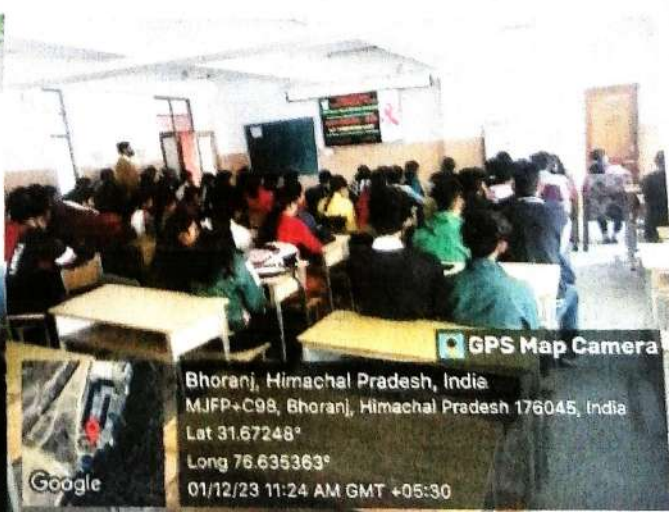 GPS Map Camera
Bhoranj, Himachal Pradesh, India
MJFP+C98, Bhoranj, Himachal Pradesh 176045, India
Lat 31.67248°
Long 76.635363°
01/12/23 11:24 AM GMT +05:30
Google